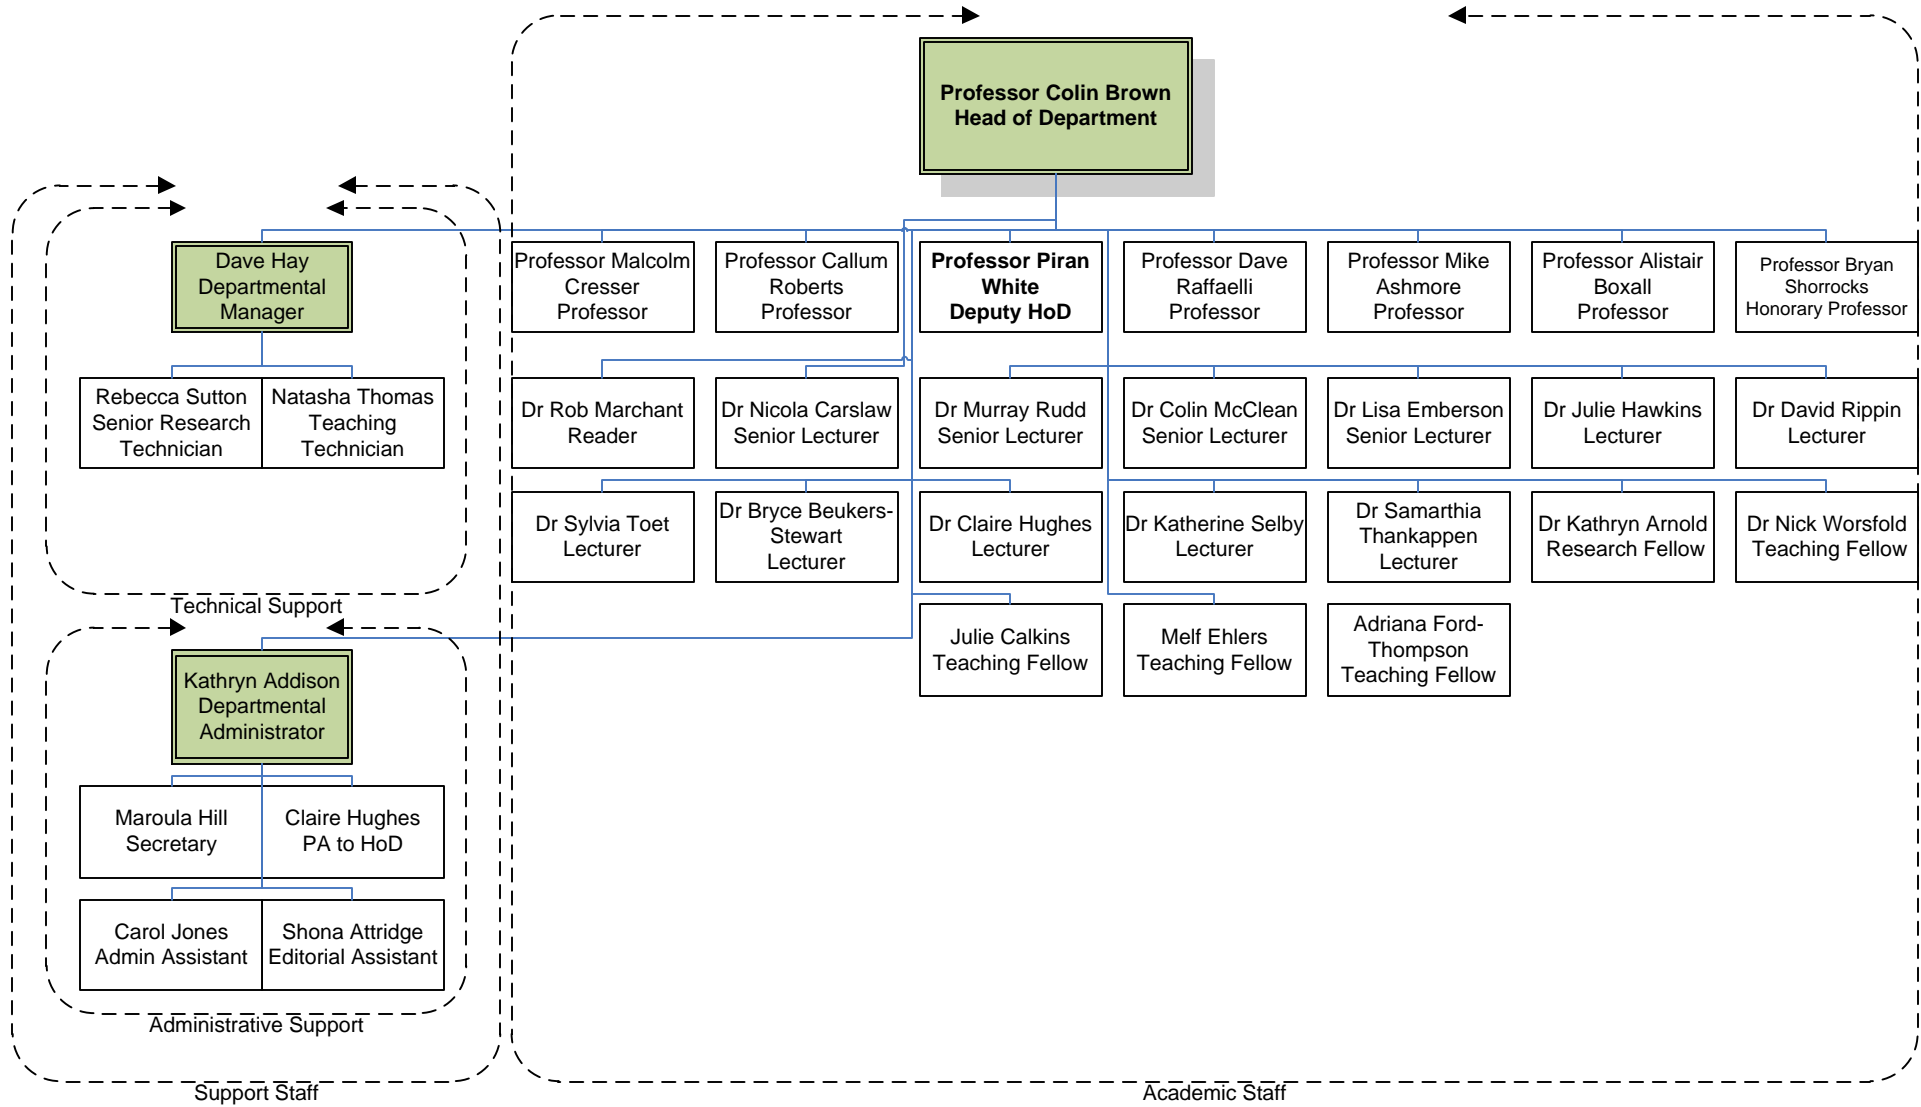 Professor Colin Brown
Head of Department
Dave Hay
Departmental
Manager
Professor Malcolm
Cresser
Professor
Professor Callum
Roberts
Professor
Professor Piran
White
Deputy HoD
Professor Dave
Raffaelli
Professor
Professor Mike
Ashmore
Professor
Professor Alistair
Boxall
Professor
Professor Bryan
Shorrocks
Honorary Professor
Rebecca Sutton
Senior Research
Technician
Natasha Thomas
Teaching
Technician
Dr Rob Marchant
Reader
Dr Nicola Carslaw
Senior Lecturer
Dr Murray Rudd
Senior Lecturer
Dr Colin McClean
Senior Lecturer
Dr Lisa Emberson
Senior Lecturer
Dr Julie Hawkins
Lecturer
Dr David Rippin
Lecturer
Dr Sylvia Toet
Lecturer
Dr Bryce Beukers-
Stewart
Lecturer
Dr Claire Hughes
Lecturer
Dr Katherine Selby
Lecturer
Dr Samarthia
Thankappen
Lecturer
Dr Kathryn Arnold
Research Fellow
Dr Nick Worsfold
Teaching Fellow
Technical Support
Julie Calkins
Teaching Fellow
Melf Ehlers
Teaching Fellow
Adriana Ford-
Thompson
Teaching Fellow
Kathryn Addison
Departmental
Administrator
Maroula Hill
Secretary
Claire Hughes
PA to HoD
Carol Jones
Admin Assistant
Shona Attridge
Editorial Assistant
Administrative Support
Support Staff
Academic Staff